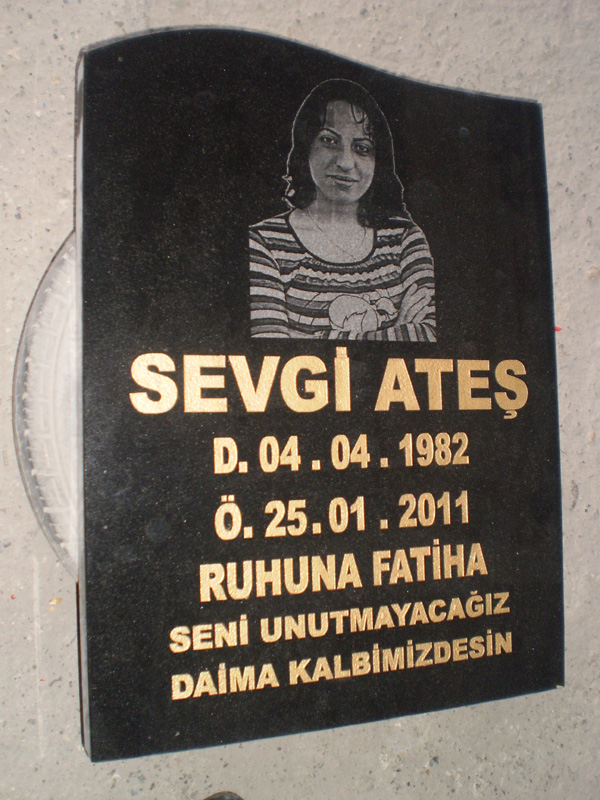 SEVGİ ATEŞ
D. 04 . 04 . 1982
Ö. 25 . 01 . 2011
RUHUNA FATİHA
SENİ UNUTMAYACAĞIZ
DAİMA KALBİMİZDESİN